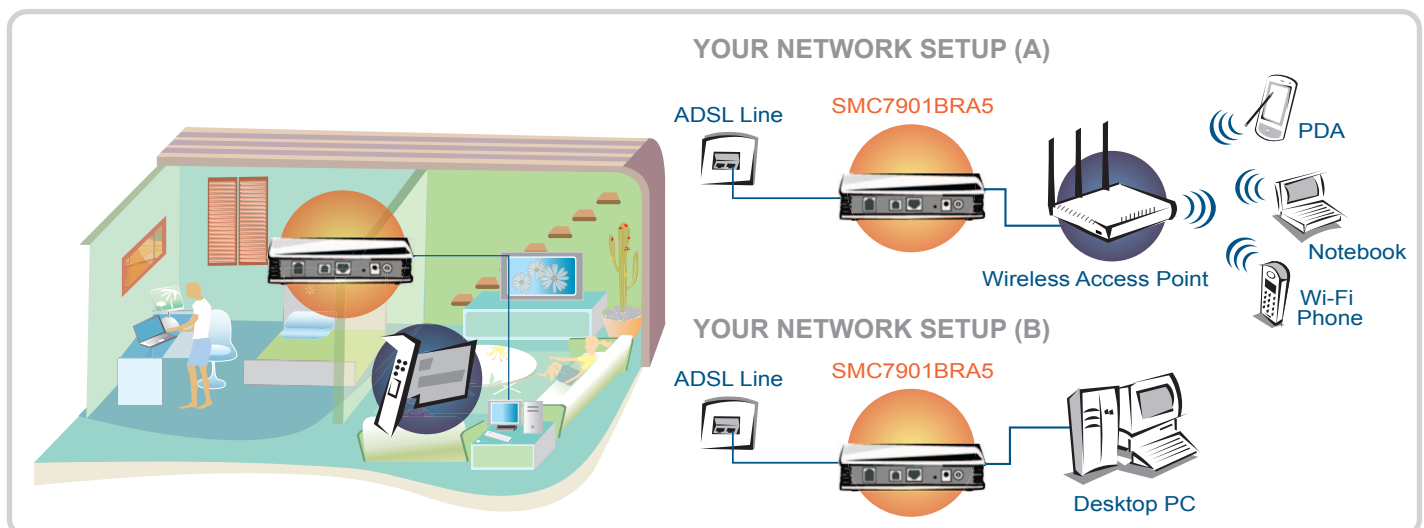 YOUR NETWORK SETUP (A)
ADSL Line
SMC7901BRA5
PDA
Notebook
Wireless Access Point
Wi-Fi
Phone
YOUR NETWORK SETUP (B)
ADSL Line
SMC7901BRA5
Desktop PC